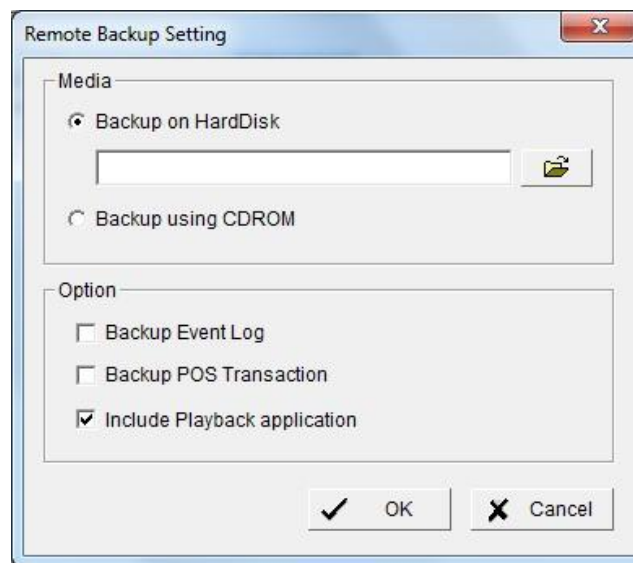 Remote Backup Setting
Media
Backup on HardDisk
Backup using CDROM
Option
Backup Event Log
Backup POS Transaction
Include Playback application
OK
Cancel